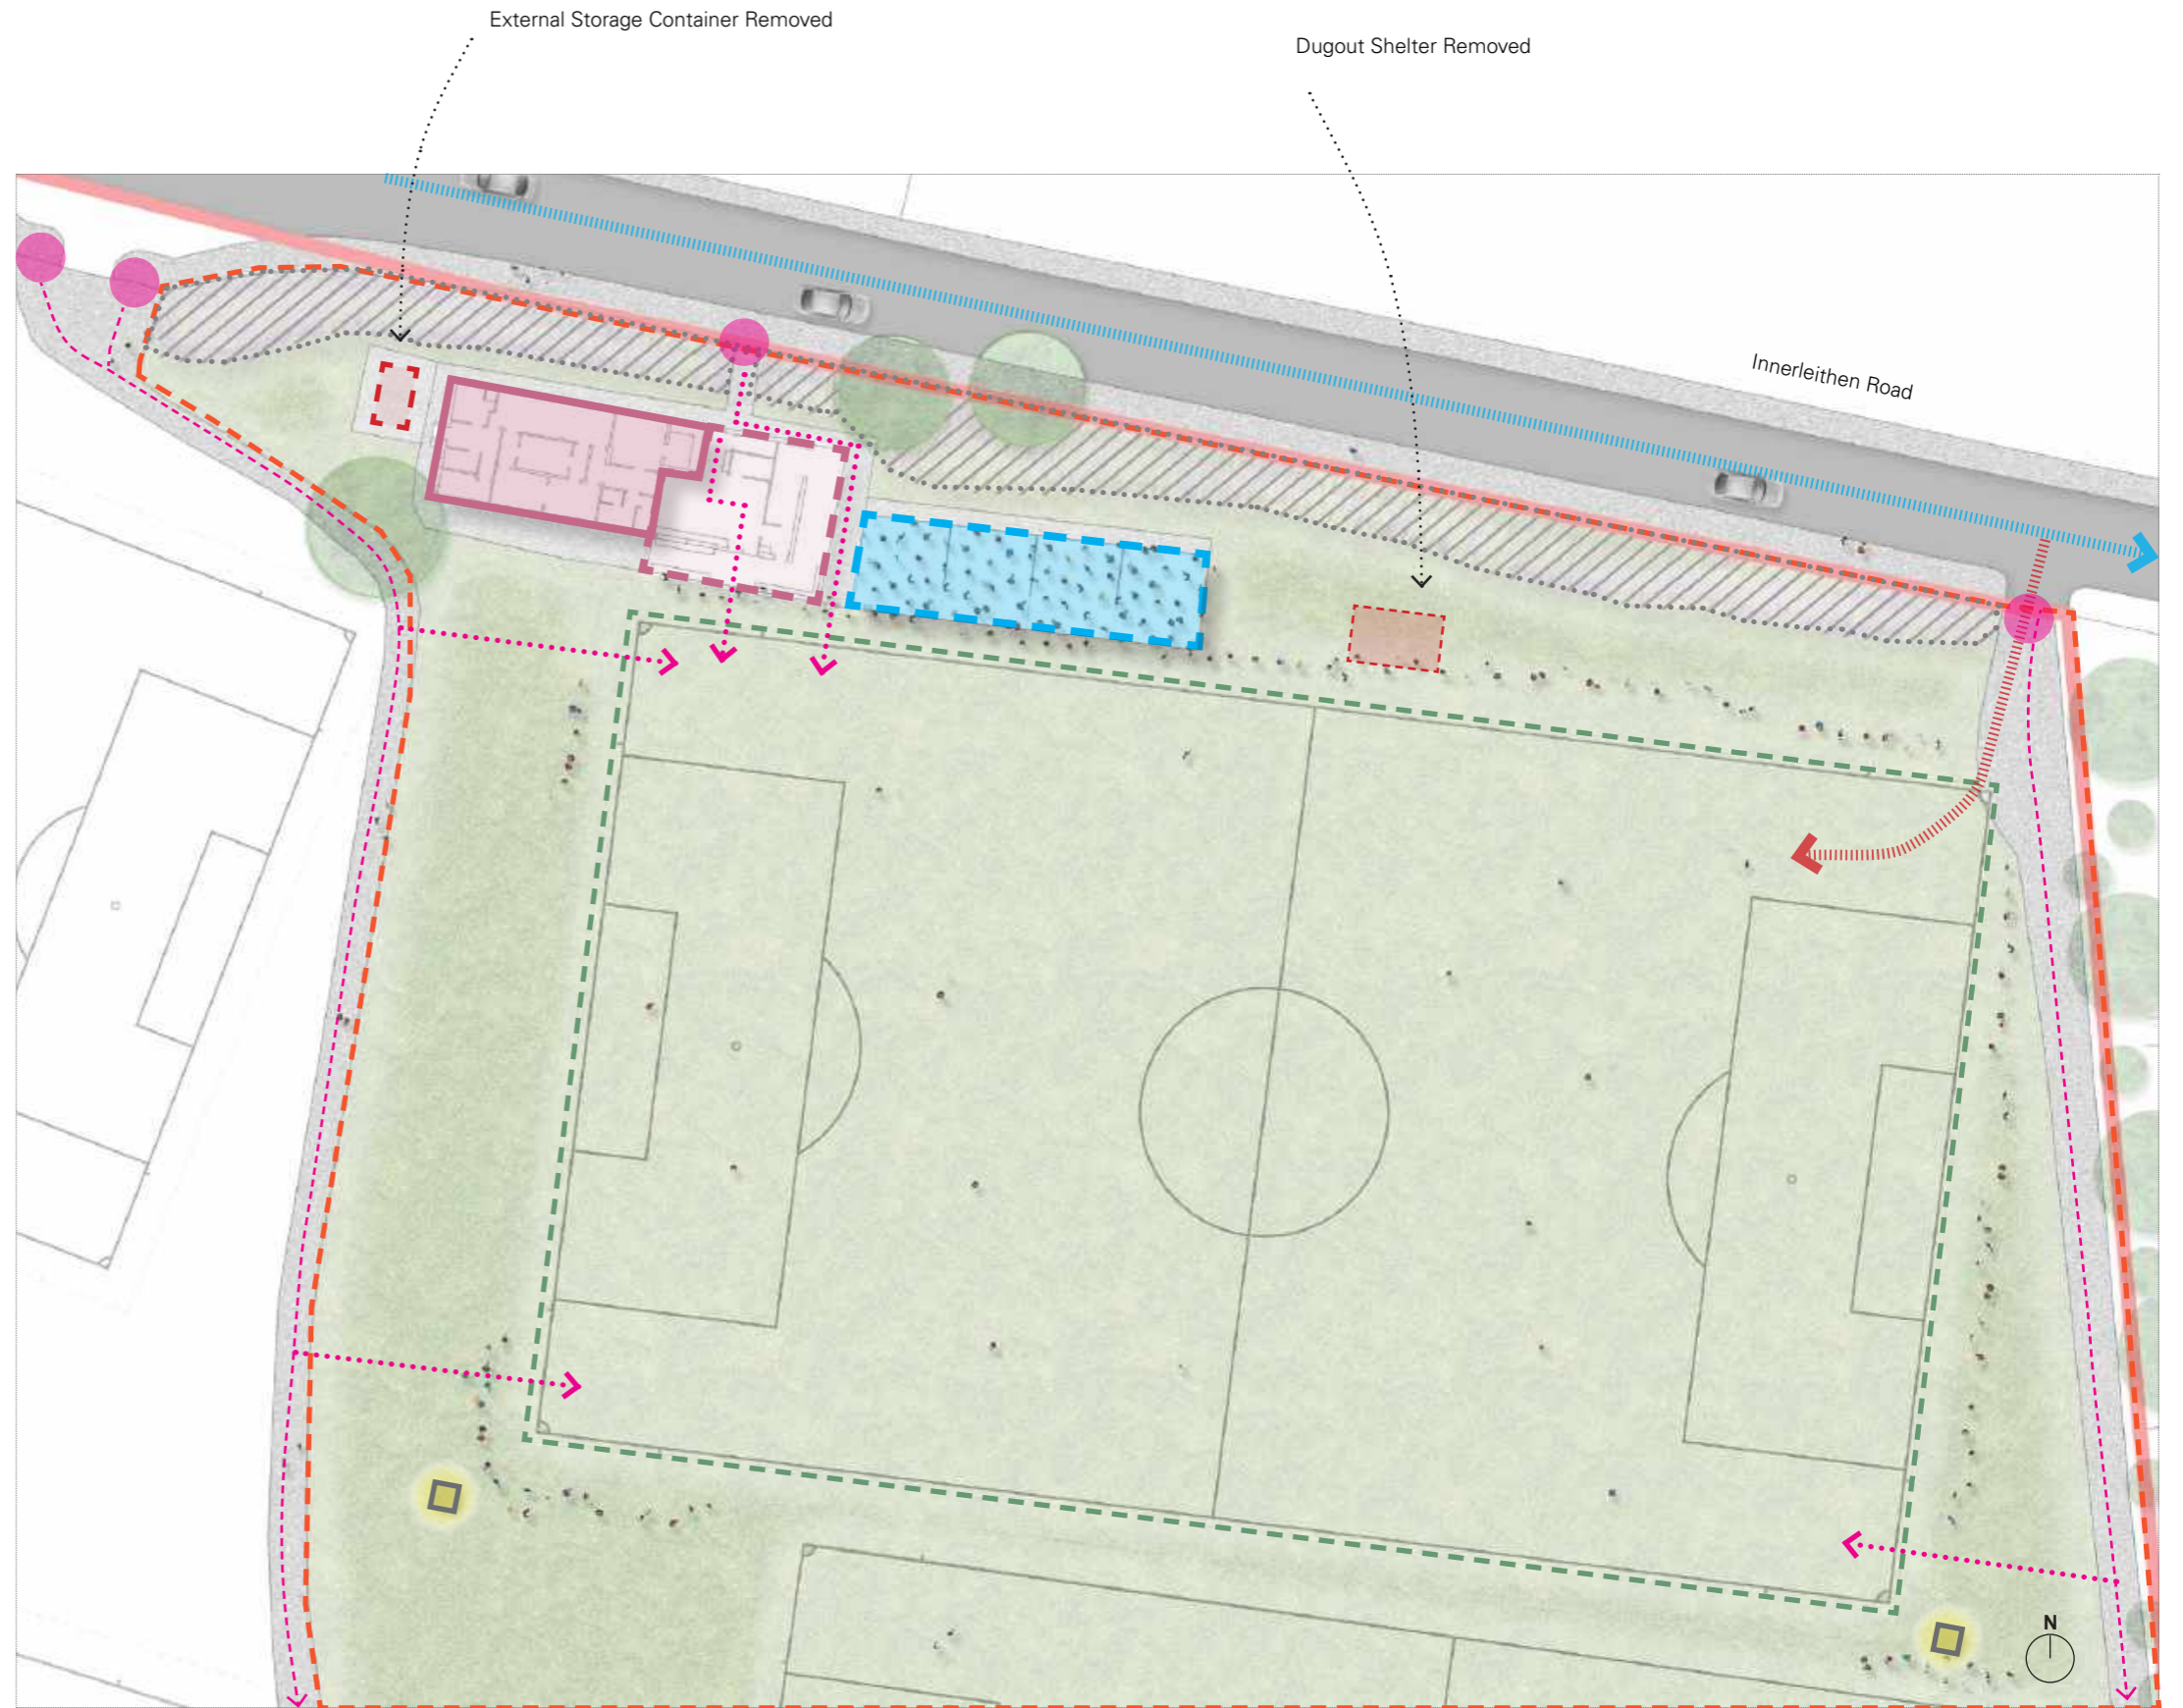 External Storage Container Removed
Dugout Shelter Removed
Innerleithen Road
N